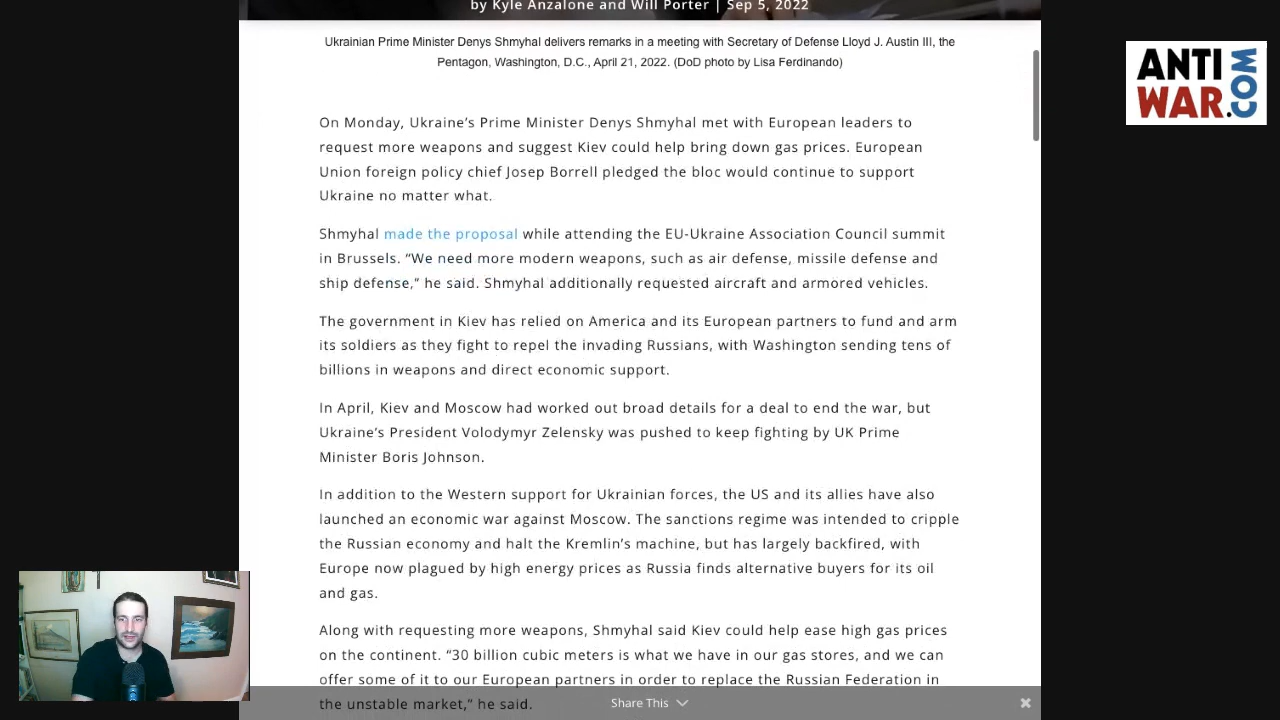 by Kyle Anzalone and Will Porter | Sep 5, 2022
Ukrainian Prime Minister Denys Shmyhal delivers remarks in a meeting with Secretary of Defense Lloyd J. Austin III, the
Pentagon, Washington, D.C., April 21, 2022. (DoD photo by Lisa Ferdinando)
ANTI
WAR.COM
On Monday, Ukraine’s Prime Minister Denys Shmyhal met with European leaders to
request more weapons and suggest Kiev could help bring down gas prices. European
Union foreign policy chief Josep Borrell pledged the bloc would continue to support
Ukraine no matter what.
Shmyhal made the proposal while attending the EU-Ukraine Association Council summit
in Brussels. “We need more modern weapons, such as air defense, missile defense and
ship defense,” he said. Shmyhal additionally requested aircraft and armored vehicles.
The government in Kiev has relied on America and its European partners to fund and arm
its soldiers as they fight to repel the invading Russians, with Washington sending tens of
billions in weapons and direct economic support.
In April, Kiev and Moscow had worked out broad details for a deal to end the war, but
Ukraine’s President Volodymyr Zelensky was pushed to keep fighting by UK Prime
Minister Boris Johnson.
In addition to the Western support for Ukrainian forces, the US and its allies have also
launched an economic war against Moscow. The sanctions regime was intended to cripple
the Russian economy and halt the Kremlin’s machine, but has largely backfired, with
Europe now plagued by high energy prices as Russia finds alternative buyers for its oil
and gas.
Along with requesting more weapons, Shmyhal said Kiev could help ease high gas prices
on the continent. “30 billion cubic meters is what we have in our gas stores, and we can
offer some of it to our European partners in order to replace the Russian Federation in
the unstable market,” he said.
Share This